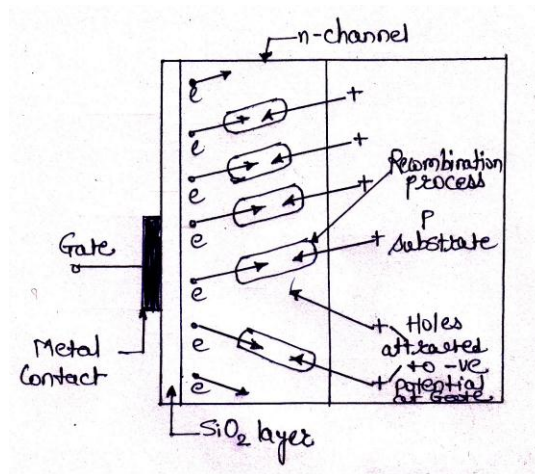 n-channel
e
+
e
+
e
+
e
Recombination
process
Gate
P
substrate
+
e
Metal
Contact
e
+ Holes
attracted
to -ve
+ potential
at Gate
e
SiO2 layer